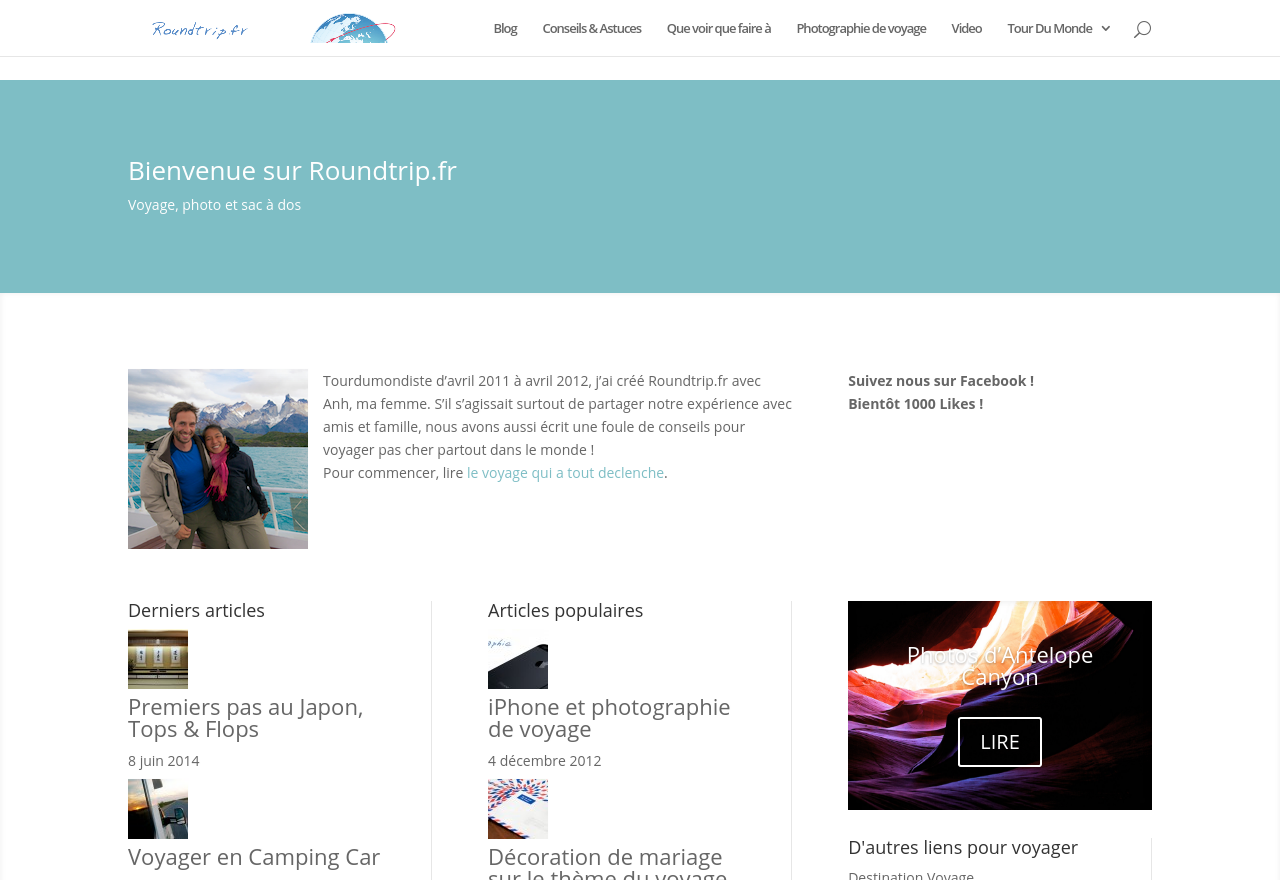 Roundtrip.fr
Blog
Conseils & Astuces
Que voir que faire à
Photographie de voyage
Video
Tour Du Monde
Bienvenue sur Roundtrip.fr
Voyage, photo et sac à dos
Tourdumondiste d’avril 2011 à avril 2012, j’ai créé Roundtrip.fr avec
Anh, ma femme. S’il s’agissait surtout de partager notre expérience avec
amis et famille, nous avons aussi écrit une foule de conseils pour
voyager pas cher partout dans le monde !
Pour commencer, lire le voyage qui a tout declenche.
Suivez nous sur Facebook !
Bientôt 1000 Likes !
Derniers articles
Premiers pas au Japon,
Tops & Flops
8 juin 2014
Voyager en Camping Car
Articles populaires
iPhone et photographie
de voyage
4 décembre 2012
Décoration de mariage
sur le thème du voyage
Photos d’Antelope
Canyon
LIRE
D'autres liens pour voyager
Destination Voyage